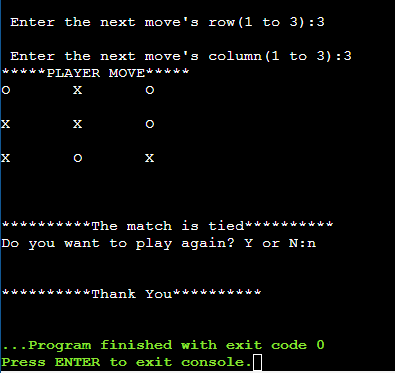 Enter the next move's row(1 to 3):3
Enter the next move's column(1 to 3):3
*****PLAYER MOVE*****
O X O
X X O
X O X
**********The match is tied**********
Do you want to play again? Y or N:n
**********Thank You**********
...Program finished with exit code 0
Press ENTER to exit console.